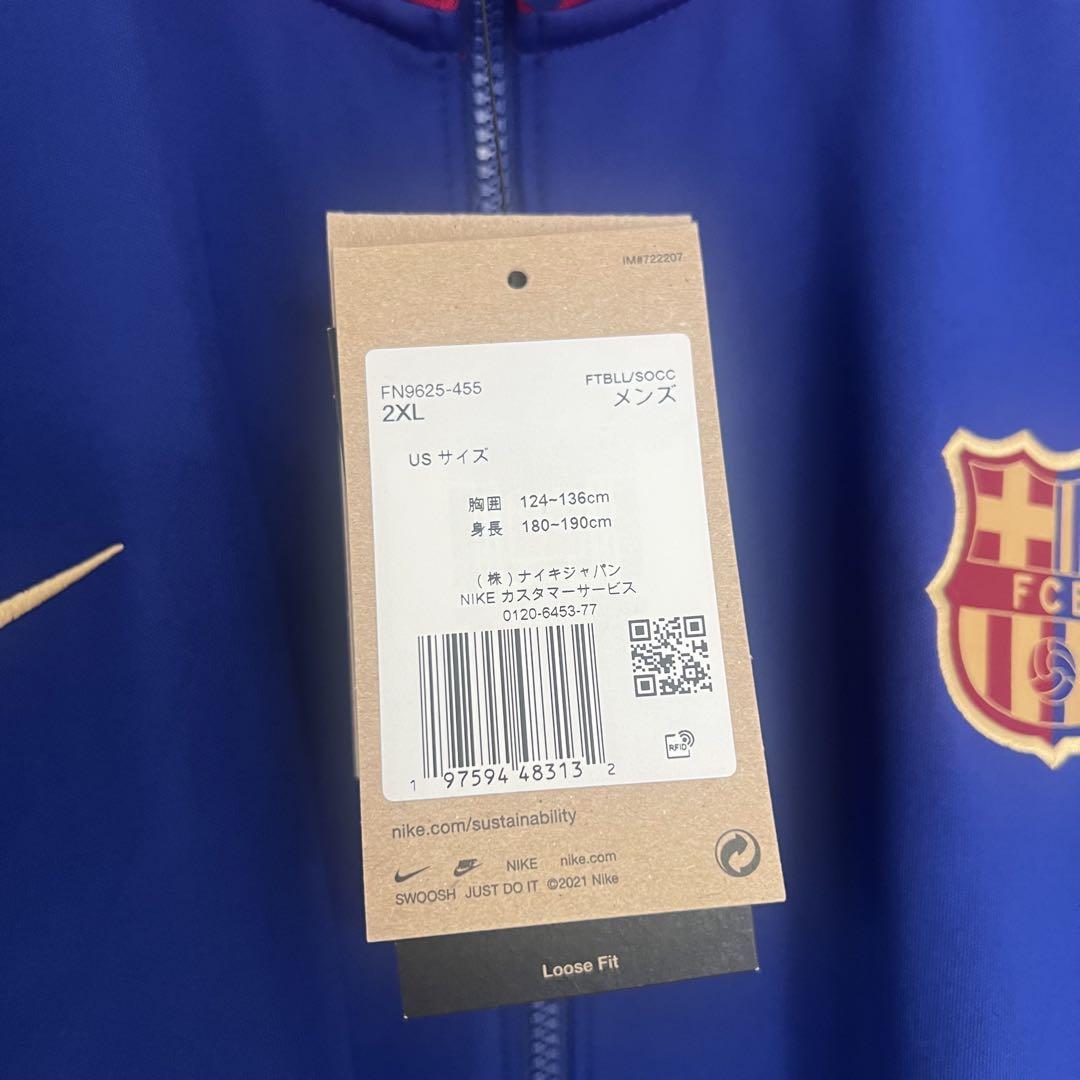 IM#722207
FN9625-455
2XL
FTBLL/SOCC
メンズ
US サイズ
胸囲 124~136cm
身長 180~190cm
(株)ナイキジャパン
NIKE カスタマーサービス
0120-6453-77
1 97594 48313 2
RFID
nike.com/sustainability
NIKE nike.com
SWOOSH JUST DO IT ©2021 Nike
Loose Fit
FCB